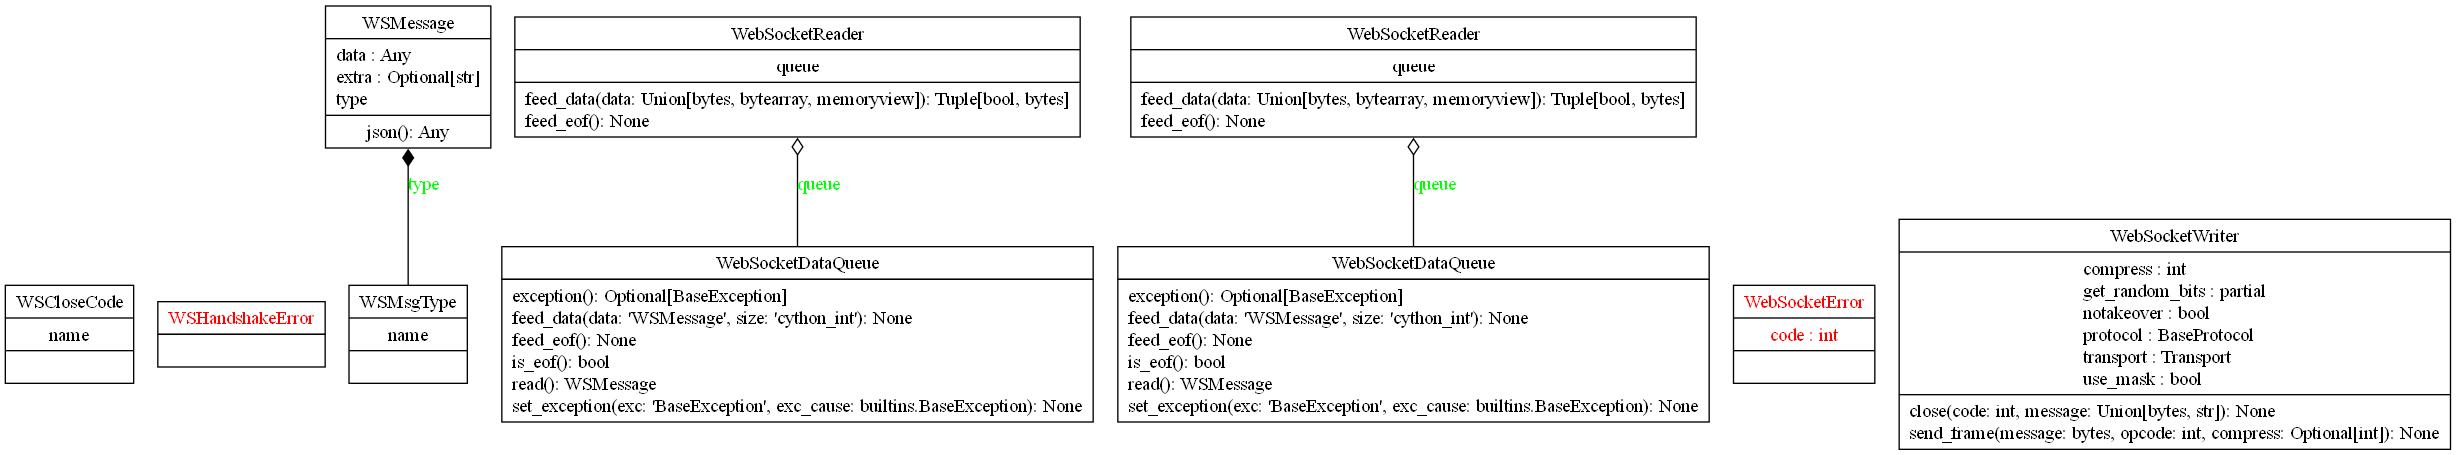 WSMessage
data : Any
extra : Optional[str]
type
json(): Any
WebSocketReader
queue
feed_data(data: Union[bytes, bytearray, memoryview]): Tuple[bool, bytes]
feed_eof(): None
WebSocketReader
queue
feed_data(data: Union[bytes, bytearray, memoryview]): Tuple[bool, bytes]
feed_eof(): None
type
queue
queue
WSCloseCode
name
WSHandshakeError
WSMsgType
name
WebSocketDataQueue
exception(): Optional[BaseException]
feed_data(data: 'WSMessage', size: 'cython_int'): None
feed_eof(): None
is_eof(): bool
read(): WSMessage
set_exception(exc: 'BaseException', exc_cause: builtins.BaseException): None
WebSocketDataQueue
exception(): Optional[BaseException]
feed_data(data: 'WSMessage', size: 'cython_int'): None
feed_eof(): None
is_eof(): bool
read(): WSMessage
set_exception(exc: 'BaseException', exc_cause: builtins.BaseException): None
WebSocketError
code : int
WebSocketWriter
compress : int
get_random_bits : partial
notakeover : bool
protocol : BaseProtocol
transport : Transport
use_mask : bool
close(code: int, message: Union[bytes, str]): None
send_frame(message: bytes, opcode: int, compress: Optional[int]): None